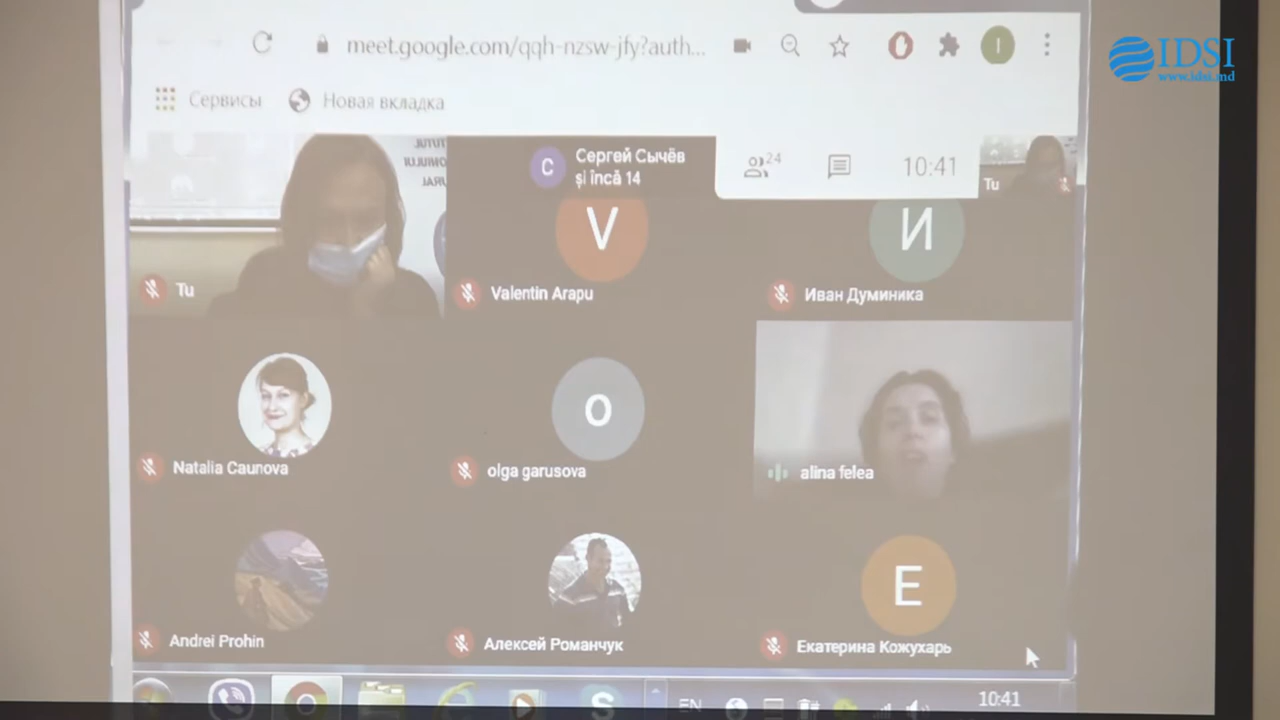 meet.google.com/qqh-nzsw-jfy?auth...
I
IDSI
www.idsi.md
Сервисы
Новая вкладка
C
Сергей Сычёв
și încă 14
24
10:41
Tu
V
И
Tu
Valentin Arapu
Иван Думиника
o
Natalia Caunova
olga garusova
alina felea
E
Andrei Prohin
Алексей Романчук
Екатерина Кожухарь
S
EN
10:41